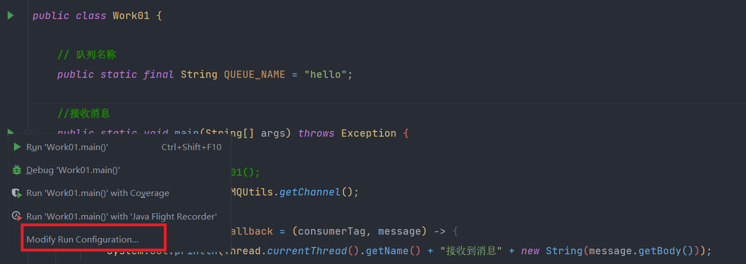 public class Work01 {
// 队列名称
public static final String QUEUE_NAME = "hello";
//接收消息
public static void main(String[] args) throws Exception {
Run 'Work01.main()' Ctrl+Shift+F10
Debug 'Work01.main()' 01();
Run 'Work01.main()' with Coverage MQUtils.getChannel();
Run 'Work01.main()' with 'Java Flight Recorder'
allback = (consumerTag, message) -> {
Modify Run Configuration...
System.out.println(Thread.currentThread().getName() + "接收到消息" + new String(message.getBody()));